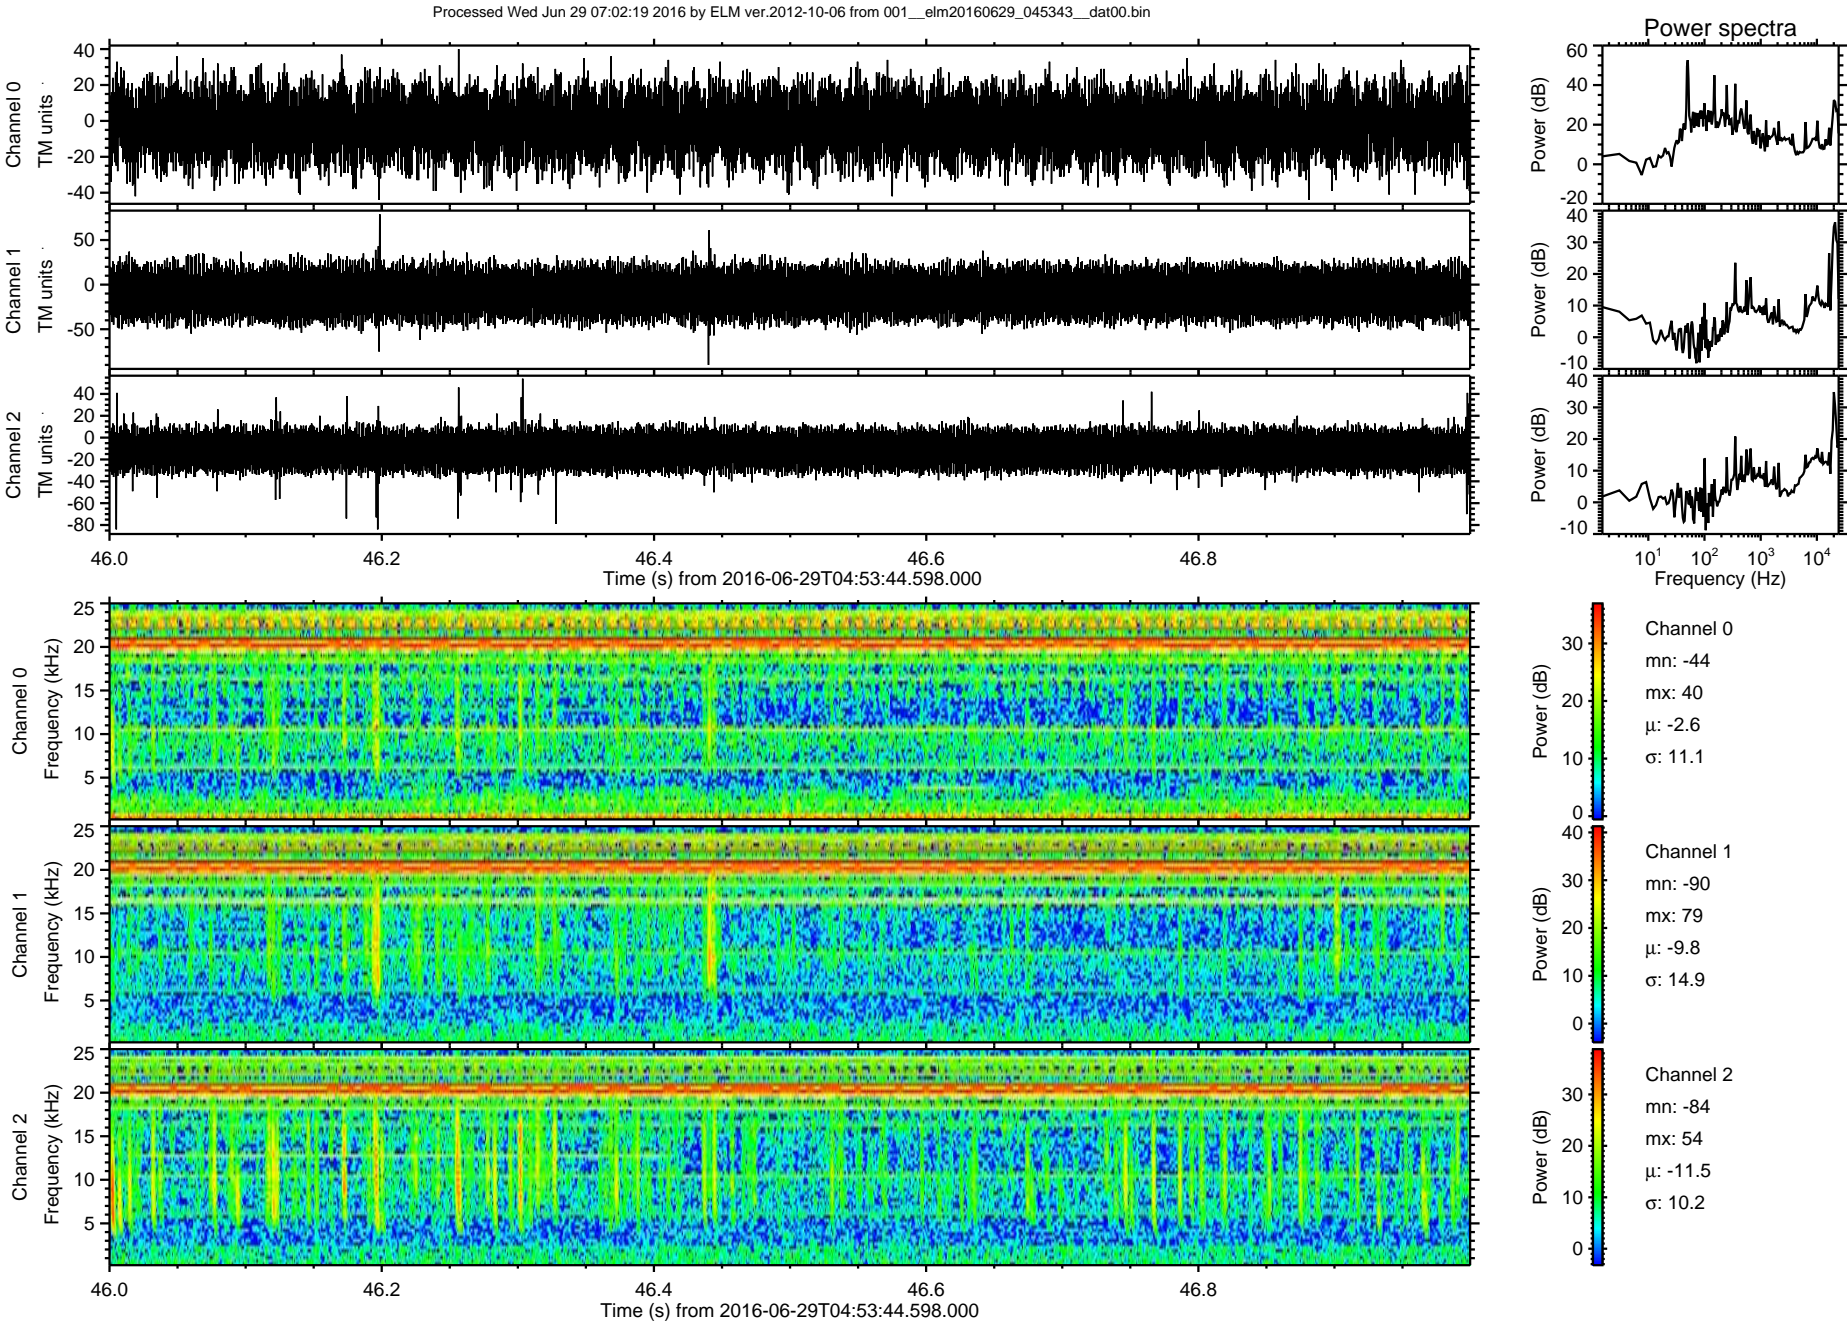 Processed Wed Jun 29 07:02:19 2016 by ELM ver.2012-10-06 from 001__elm20160629_045343__dat00.bin
Power spectra
Channel 0
TM units
40
20
0
-20
-40
Power (dB)
60
40
20
0
-20
Channel 1
TM units
50
0
-50
Power (dB)
40
30
20
10
0
-10
Channel 2
TM units
40
20
0
-20
-40
-60
-80
Power (dB)
40
30
20
10
0
-10
46.0 46.2 46.4 46.6 46.8
Time (s) from 2016-06-29T04:53:44.598.000
10^1 10^2 10^3 10^4
Frequency (Hz)
Channel 0
Frequency (kHz)
25
20
15
10
5
Power (dB)
30
20
10
0
Channel 0
mn: -44
mx: 40
μ: -2.6
σ: 11.1
Channel 1
Frequency (kHz)
25
20
15
10
5
Power (dB)
40
30
20
10
0
Channel 1
mn: -90
mx: 79
μ: -9.8
σ: 14.9
Channel 2
Frequency (kHz)
25
20
15
10
5
Power (dB)
30
20
10
0
Channel 2
mn: -84
mx: 54
μ: -11.5
σ: 10.2
46.0 46.2 46.4 46.6 46.8
Time (s) from 2016-06-29T04:53:44.598.000